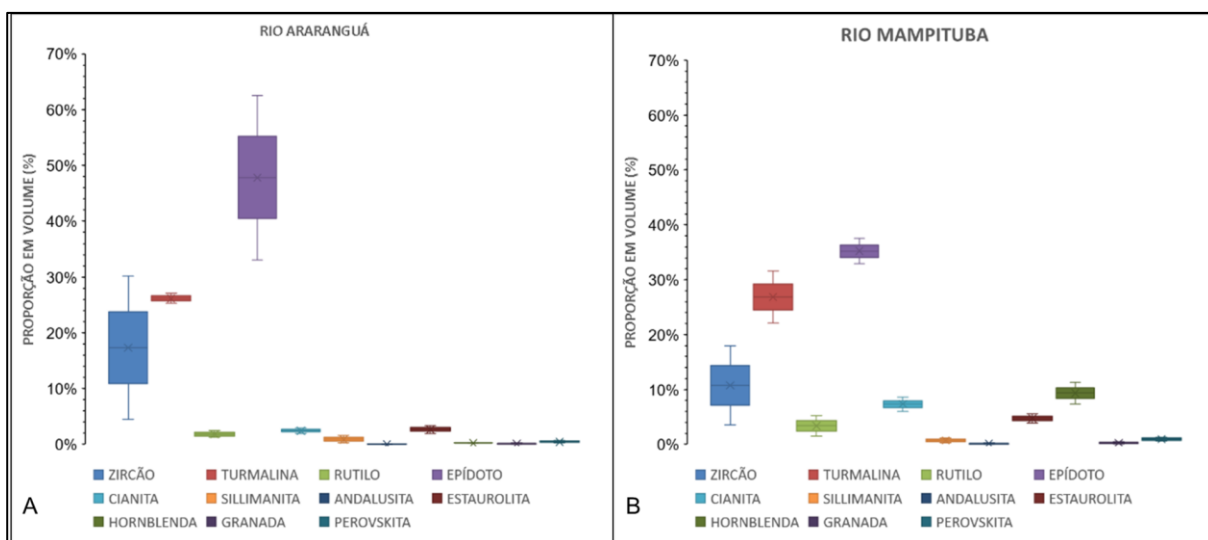 RIO ARARANGUÁ
PROPORÇÃO EM VOLUME (%)
70%
60%
50%
40%
30%
20%
10%
0%
ZIRCÃO TURMALINA RUTILO EPÍDOTO
CIANITA SILLIMANITA ANDALUSITA ESTAUROLITA
HORNBLENDA GRANADA PEROVSKITA
A
RIO MAMPITUBA
PROPORÇÃO EM VOLUME (%)
70%
60%
50%
40%
30%
20%
10%
0%
ZIRCÃO TURMALINA RUTILO EPÍDOTO
CIANITA SILLIMANITA ANDALUSITA ESTAUROLITA
HORNBLENDA GRANADA PEROVSKITA
B